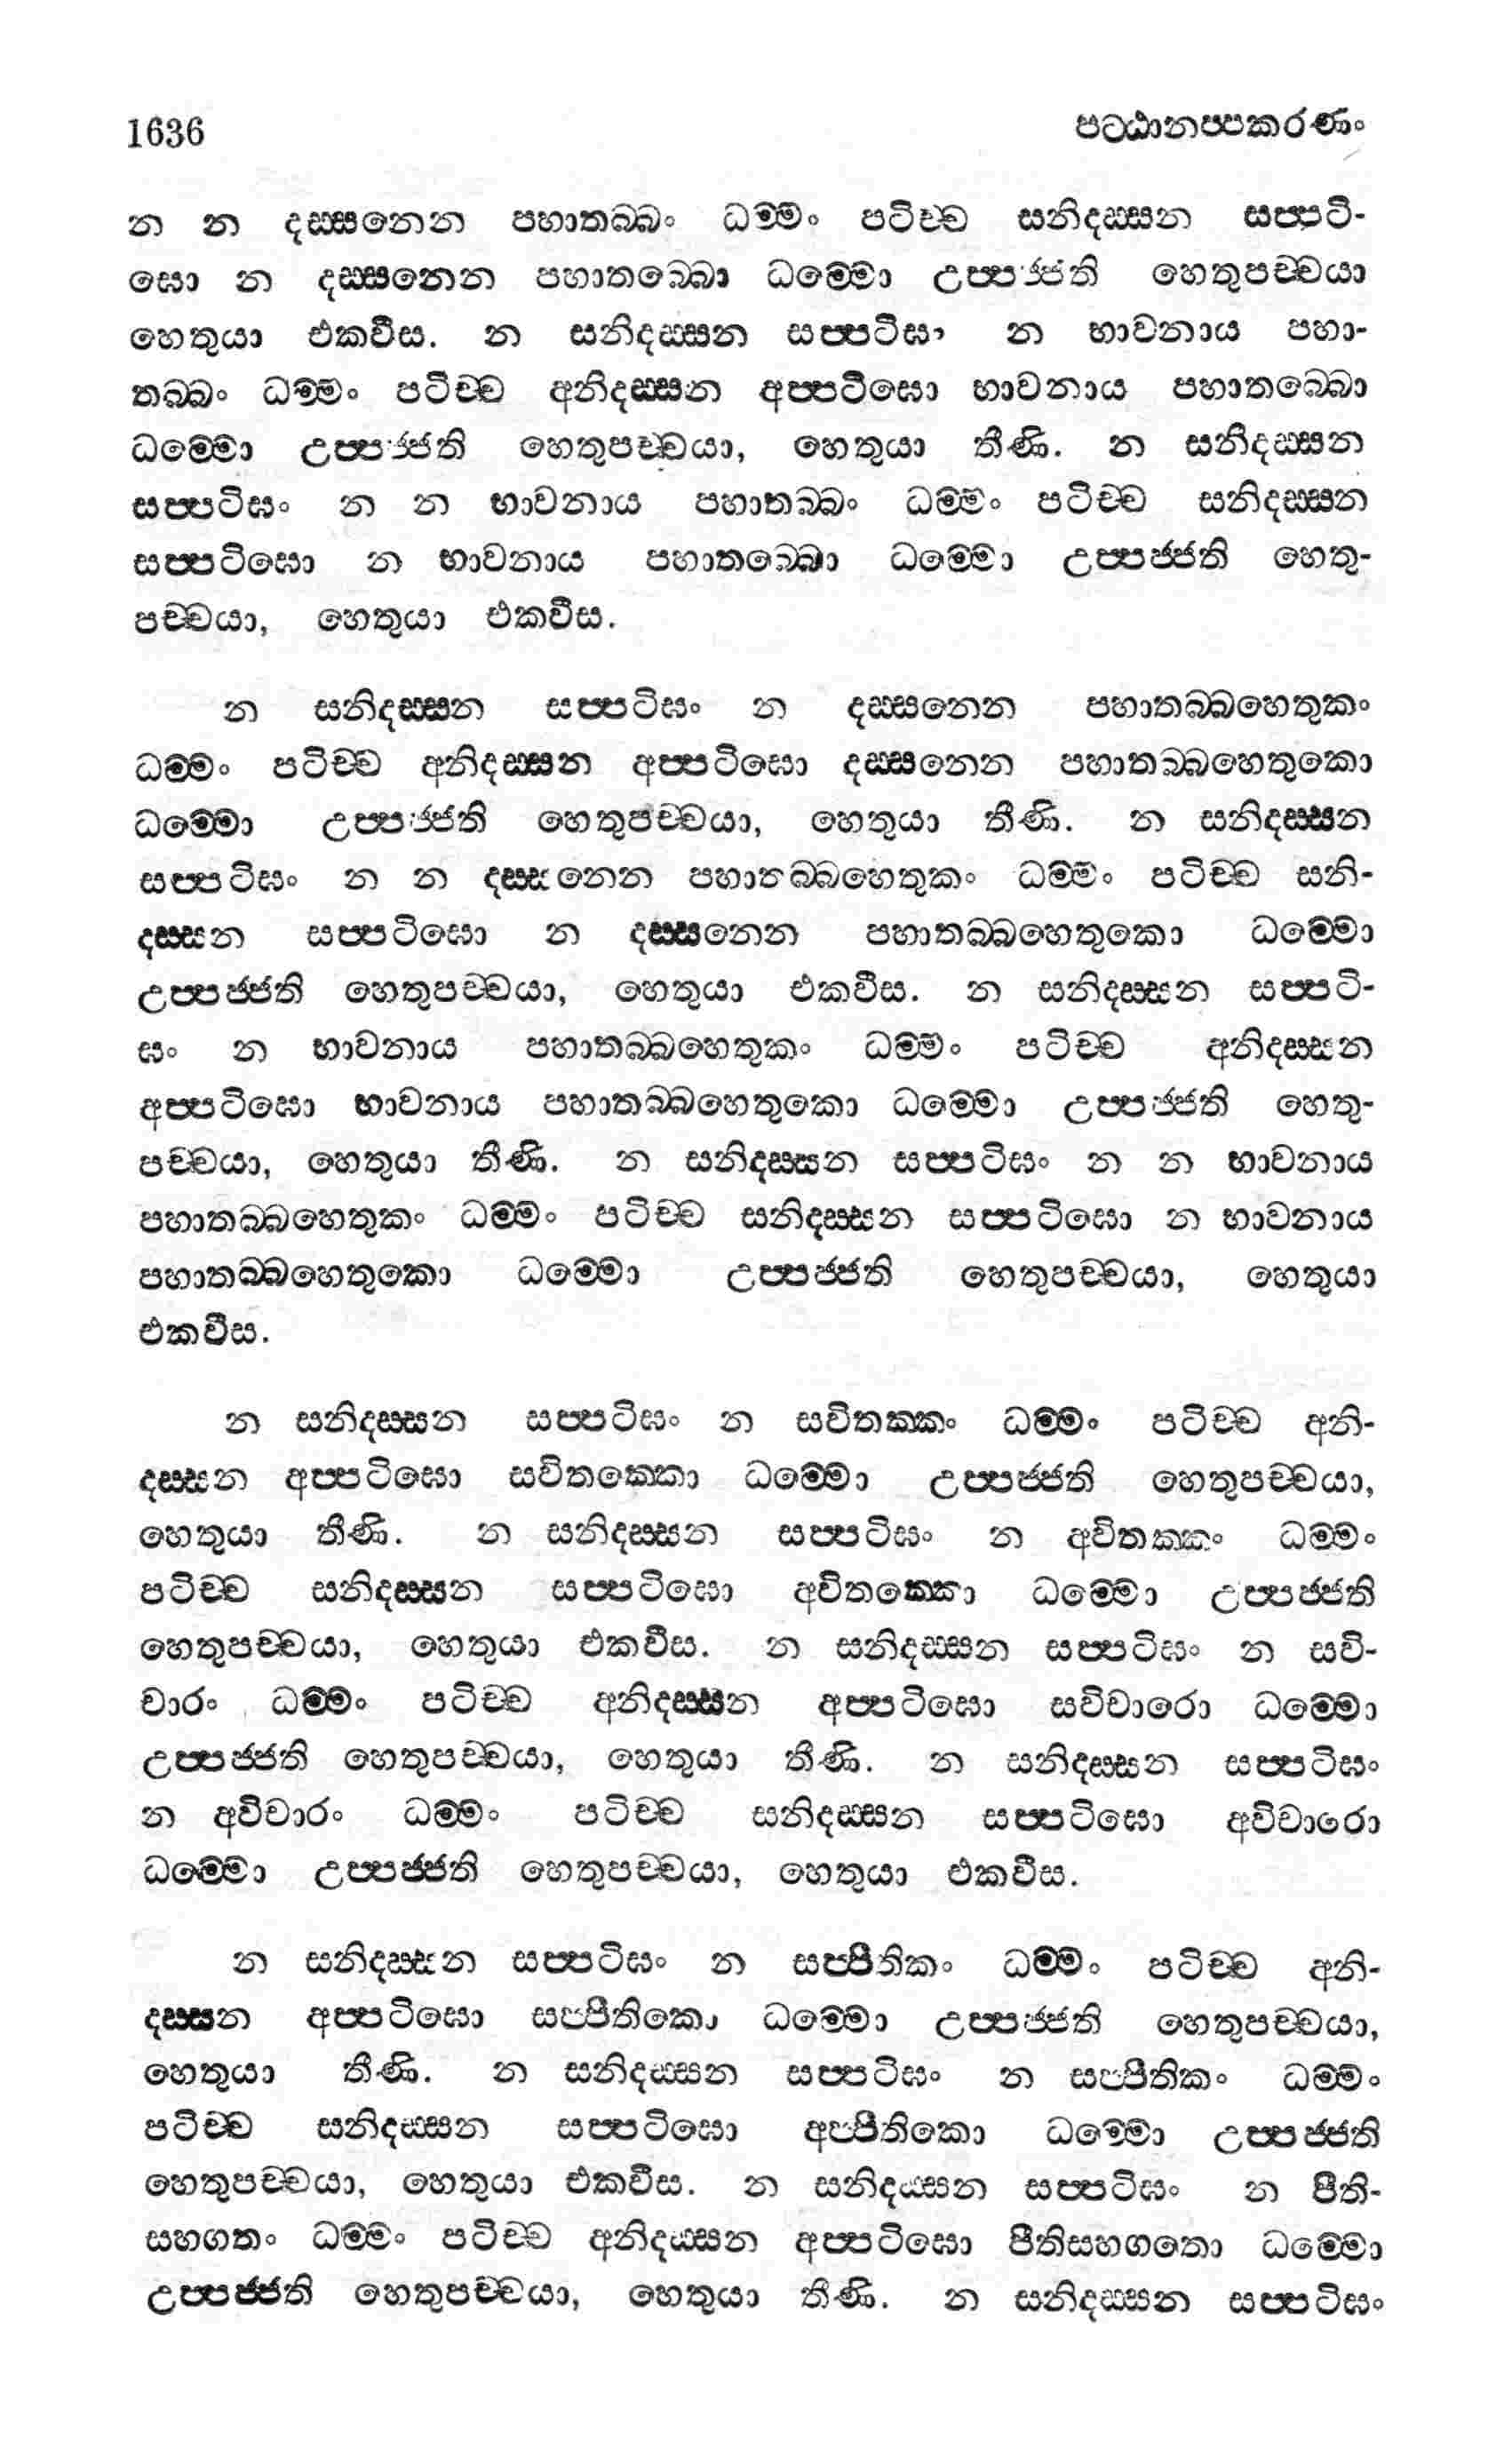 1636 පට්ඨානප්පකරණං
න න දස්සනෙන පහාතබ්බං ධම්මං පටිච්ච සනිදස්සන සප්පටි-
ඝො න දස්සනෙන පහාතබ්බො ධම්මො උප්පජ්ජති හෙතුපච්චයා
හෙතුයා එකවීස. න සනිදස්සන සප්පටිඝං න භාවනාය පහා-
තබ්බං ධම්මං පටිච්ච අනිදස්සන අප්පටිඝො භාවනාය පහාතබ්බො
ධම්මො උප්පජ්ජති හෙතුපච්චයා, හෙතුයා තීණි. න සනිදස්සන
සප්පටිඝං න න භාවනාය පහාතබ්බං ධම්මං පටිච්ච සනිදස්සන
සප්පටිඝො න භාවනාය පහාතබ්බො ධම්මො උප්පජ්ජති හෙතු-
පච්චයා, හෙතුයා එකවීස.
න සනිදස්සන සප්පටිඝං න දස්සනෙන පහාතබ්බහෙතුකං
ධම්මං පටිච්ච අනිදස්සන අප්පටිඝො දස්සනෙන පහාතබ්බහෙතුකො
ධම්මො උප්පජ්ජති හෙතුපච්චයා, හෙතුයා තීණි. න සනිදස්සන
සප්පටිඝං න න දස්සනෙන පහාතබ්බහෙතුකං ධම්මං පටිච්ච සනි-
දස්සන සප්පටිඝො න දස්සනෙන පහාතබ්බහෙතුකො ධම්මො
උප්පජ්ජති හෙතුපච්චයා, හෙතුයා එකවීස. න සනිදස්සන සප්පටි-
ඝං න භාවනාය පහාතබ්බහෙතුකං ධම්මං පටිච්ච අනිදස්සන
අප්පටිඝො භාවනාය පහාතබ්බහෙතුකො ධම්මො උප්පජ්ජති හෙතු-
පච්චයා, හෙතුයා තීණි. න සනිදස්සන සප්පටිඝං න න භාවනාය
පහාතබ්බහෙතුකං ධම්මං පටිච්ච සනිදස්සන සප්පටිඝො න භාවනාය
පහාතබ්බහෙතුකො ධම්මො උප්පජ්ජති හෙතුපච්චයා, හෙතුයා
එකවීස.
න සනිදස්සන සප්පටිඝං න සවිතක්කං ධම්මං පටිච්ච අනි-
දස්සන අප්පටිඝො සවිතක්කො ධම්මො උප්පජ්ජති හෙතුපච්චයා,
හෙතුයා තීණි. න සනිදස්සන සප්පටිඝං න අවිතක්කං ධම්මං
පටිච්ච සනිදස්සන සප්පටිඝො අවිතක්කො ධම්මො උප්පජ්ජති
හෙතුපච්චයා, හෙතුයා එකවීස. න සනිදස්සන සප්පටිඝං න සවි-
චාරං ධම්මං පටිච්ච අනිදස්සන අප්පටිඝො සවිචාරො ධම්මො
උප්පජ්ජති හෙතුපච්චයා, හෙතුයා තීණි. න සනිදස්සන සප්පටිඝං
න අවිචාරං ධම්මං පටිච්ච සනිදස්සන සප්පටිඝො අවිචාරො
ධම්මො උප්පජ්ජති හෙතුපච්චයා, හෙතුයා එකවීස.
න සනිදස්සන සප්පටිඝං න සප්පීතිකං ධම්මං පටිච්ච අනි-
දස්සන අප්පටිඝො සප්පීතිකො ධම්මො උප්පජ්ජති හෙතුපච්චයා,
හෙතුයා තීණි. න සනිදස්සන සප්පටිඝං න සප්පීතිකං ධම්මං
පටිච්ච සනිදස්සන සප්පටිඝො අප්පීතිකො ධම්මො උප්පජ්ජති
හෙතුපච්චයා, හෙතුයා එකවීස. න සනිදස්සන සප්පටිඝං න පීති-
සහගතං ධම්මං පටිච්ච අනිදස්සන අප්පටිඝො පීතිසහගතො ධම්මො
උප්පජ්ජති හෙතුපච්චයා, හෙතුයා තීණි. න සනිදස්සන සප්පටිඝං